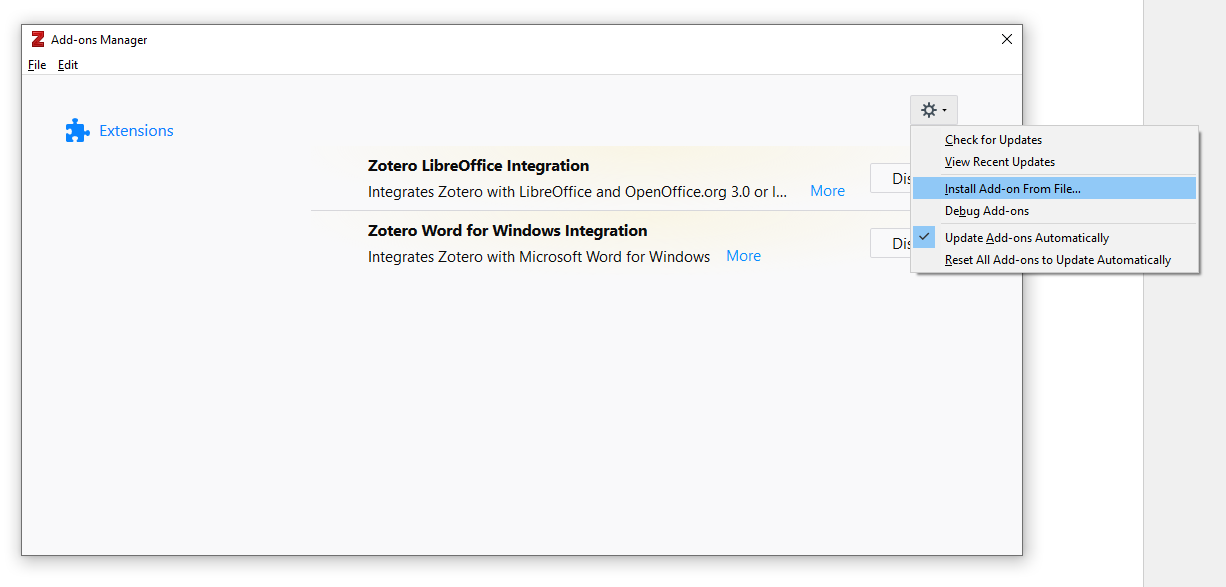 Add-ons Manager
File Edit
Extensions
Zotero LibreOffice Integration
Integrates Zotero with LibreOffice and OpenOffice.org 3.0 or l... More
Dis
Zotero Word for Windows Integration
Integrates Zotero with Microsoft Word for Windows More
Dis
Check for Updates
View Recent Updates
Install Add-on From File...
Debug Add-ons
Update Add-ons Automatically
Reset All Add-ons to Update Automatically